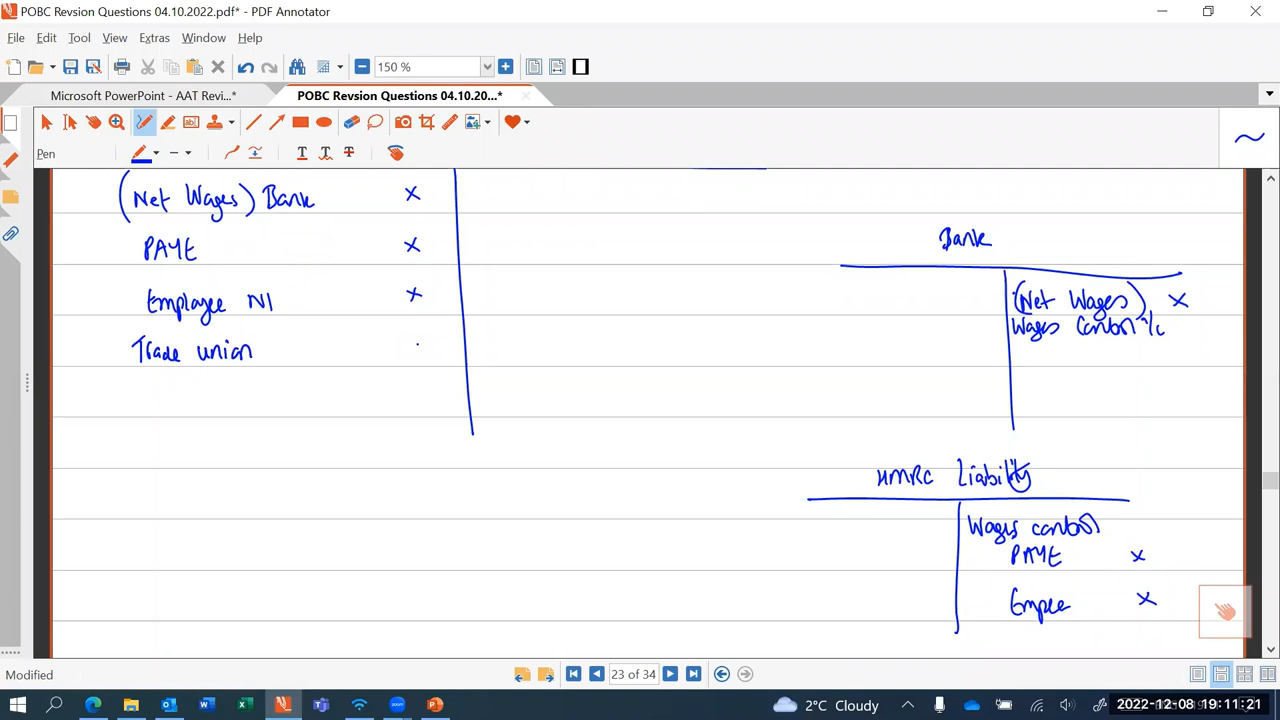 POBC Revsion Questions 04.10.2022.pdf* - PDF Annotator
File Edit Tool View Extras Window Help
150 %
Microsoft PowerPoint - AAT Revi...*
POBC Revsion Questions 04.10.20...*
Pen
(Net Wages) Bank x
PAYE x
Employee NI x
Trade union
Bank
(Net Wages) x
Wages Control
HMRC Liability
Wages control
PAYE x
Emplee x
Modified
23 of 34
2°C Cloudy
2022-12-08 19:11:21